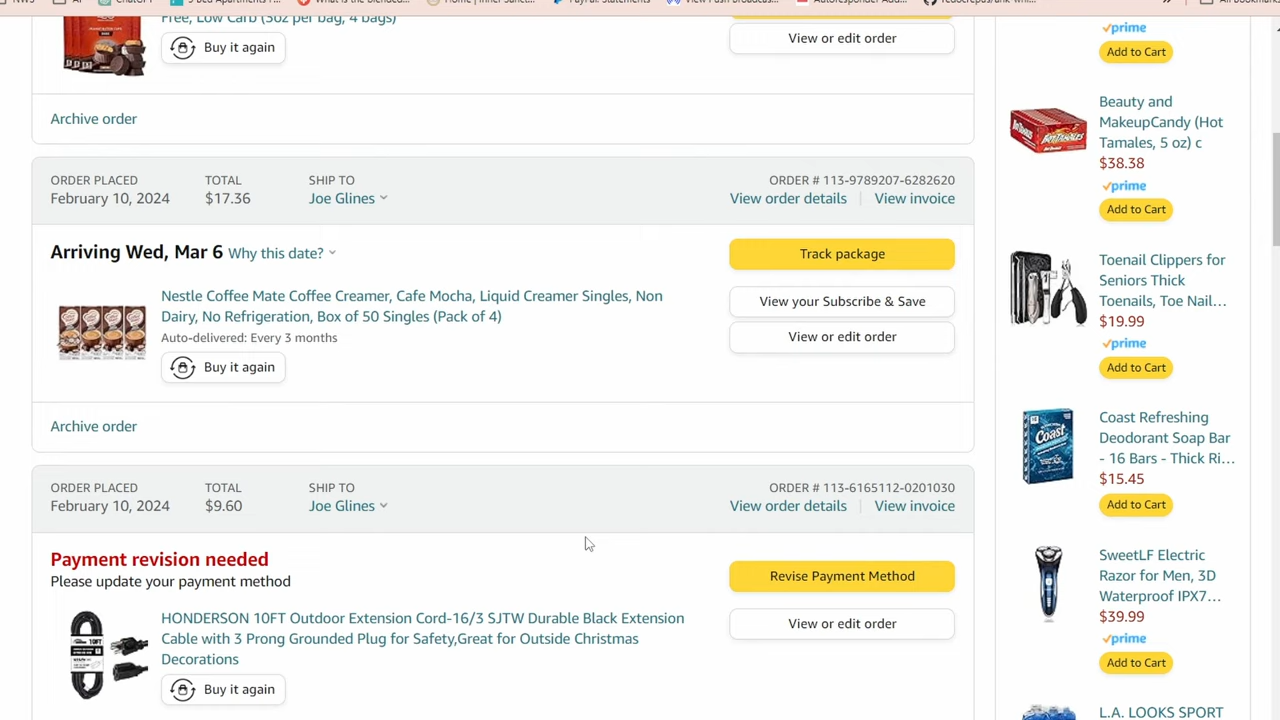 Free, Low Carb (3oz per bag, 4 bags)
Buy it again
View or edit order
Archive order
ORDER PLACED
February 10, 2024
TOTAL
$17.36
SHIP TO
Joe Glines
ORDER # 113-9789207-6282620
View order details
View invoice
Arriving Wed, Mar 6 Why this date?
Nestle Coffee Mate Coffee Creamer, Cafe Mocha, Liquid Creamer Singles, Non
Dairy, No Refrigeration, Box of 50 Singles (Pack of 4)
Auto-delivered: Every 3 months
Buy it again
Track package
View your Subscribe & Save
View or edit order
Archive order
ORDER PLACED
February 10, 2024
TOTAL
$9.60
SHIP TO
Joe Glines
ORDER # 113-6165112-0201030
View order details
View invoice
Payment revision needed
Please update your payment method
HONDERSON 10FT Outdoor Extension Cord-16/3 SJTW Durable Black Extension
Cable with 3 Prong Grounded Plug for Safety,Great for Outside Christmas
Decorations
Buy it again
Revise Payment Method
View or edit order
prime
Add to Cart
Beauty and
MakeupCandy (Hot
Tamales, 5 oz) c
$38.38
prime
Add to Cart
Toenail Clippers for
Seniors Thick
Toenails, Toe Nail...
$19.99
prime
Add to Cart
Coast Refreshing
Deodorant Soap Bar
- 16 Bars - Thick Ri...
$15.45
Add to Cart
SweetLF Electric
Razor for Men, 3D
Waterproof IPX7...
$39.99
prime
Add to Cart
L.A. LOOKS SPORT
HOT TAMALES
Coast
10FT